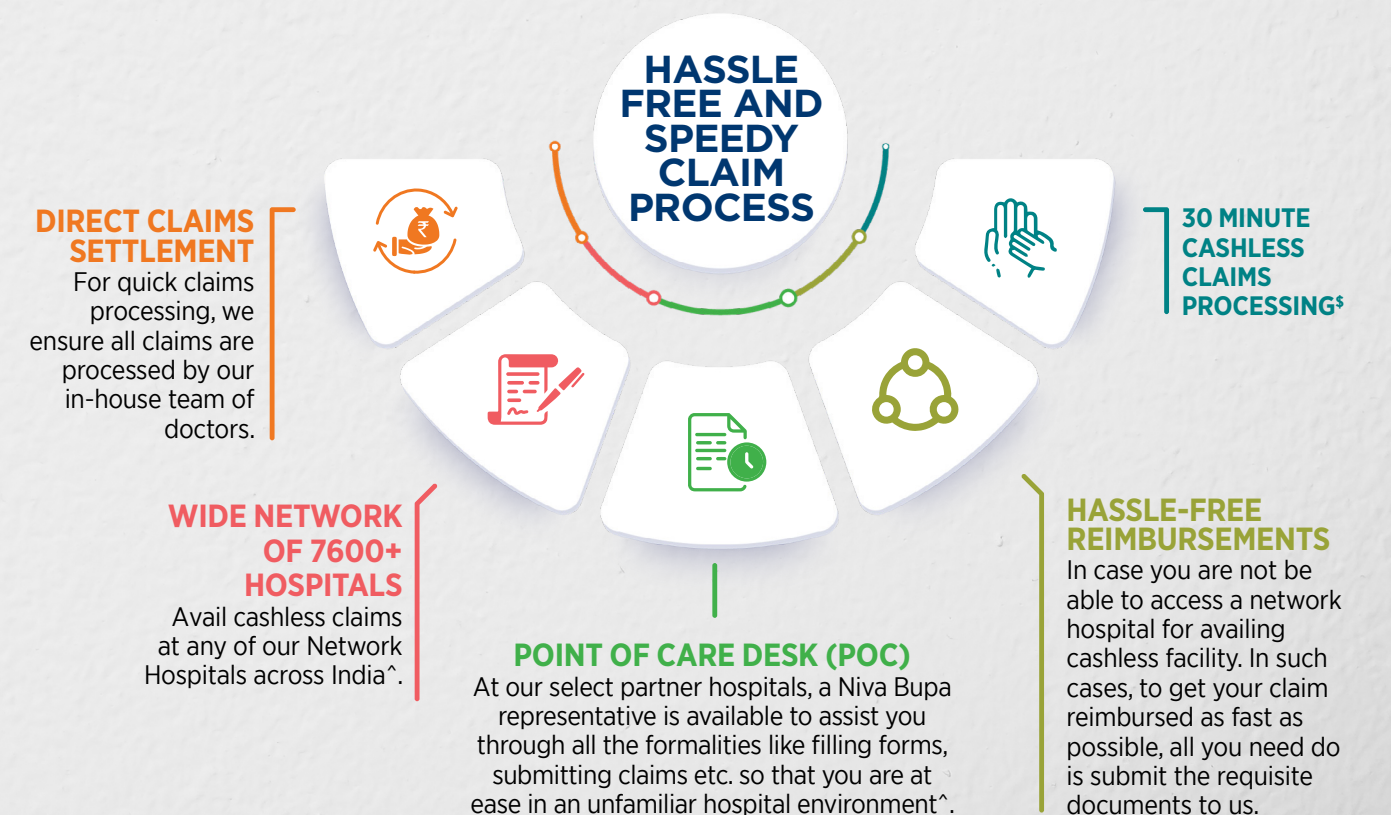 HASSLE
FREE AND
SPEEDY
CLAIM
PROCESS
DIRECT CLAIMS
SETTLEMENT
For quick claims
processing, we
ensure all claims are
processed by our
in-house team of
doctors.
WIDE NETWORK
OF 7600+
HOSPITALS
Avail cashless claims
at any of our Network
Hospitals across India^.
POINT OF CARE DESK (POC)
At our select partner hospitals, a Niva Bupa
representative is available to assist you
through all the formalities like filling forms,
submitting claims etc. so that you are at
ease in an unfamiliar hospital environment^.
HASSLE-FREE
REIMBURSEMENTS
In case you are not be
able to access a network
hospital for availing
cashless facility. In such
cases, to get your claim
reimbursed as fast as
possible, all you need do
is submit the requisite
documents to us.
30 MINUTE
CASHLESS
CLAIMS
PROCESSING$
₹